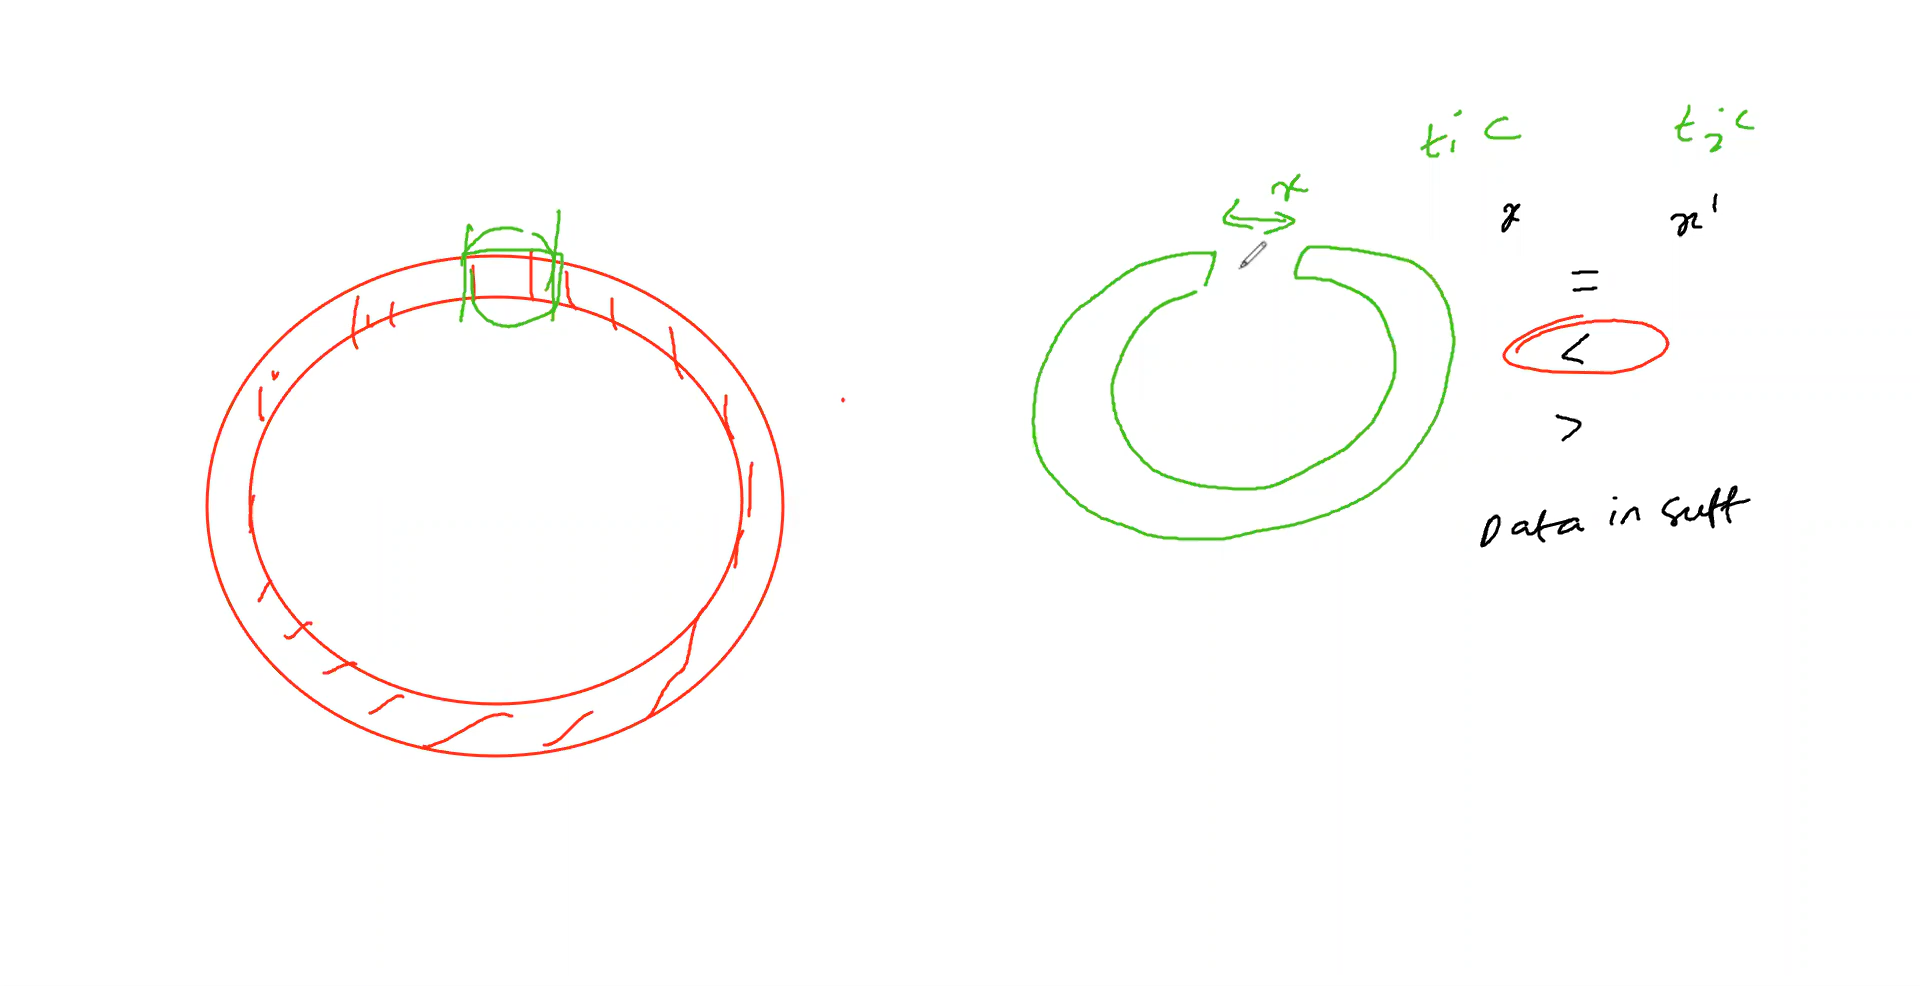 t₁°C t₂°C
x
x x'
=
<
>
Data in suff